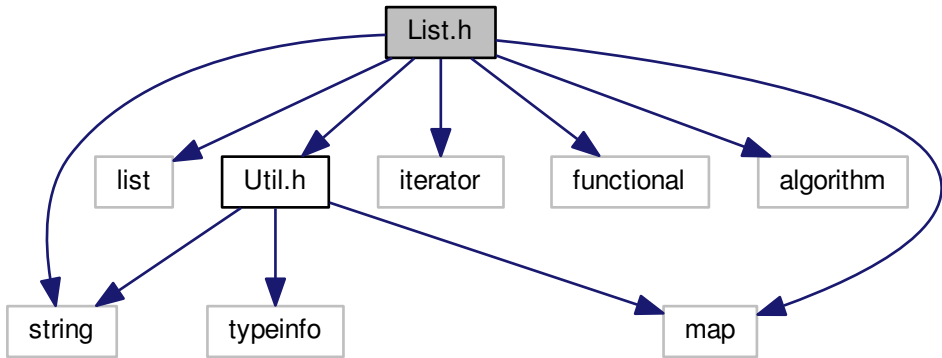 List.h
list
Util.h
iterator
functional
algorithm
string
typeinfo
map